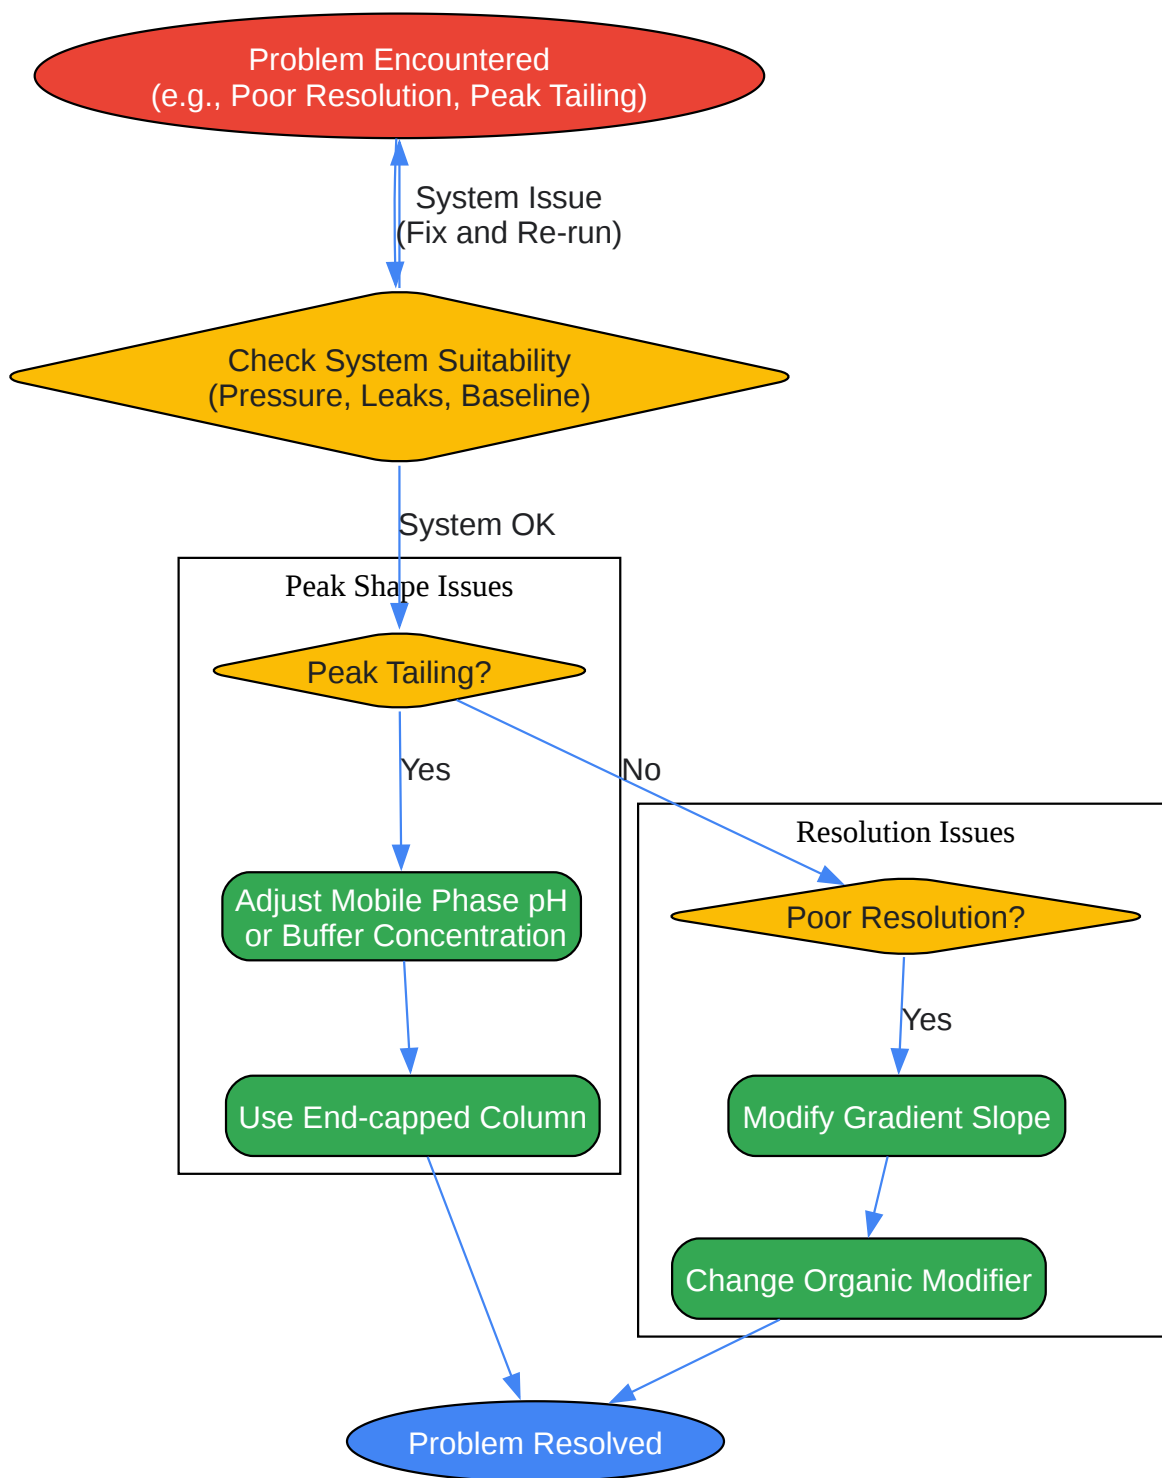 Problem Encountered
(e.g., Poor Resolution, Peak Tailing)
System Issue
(Fix and Re-run)
Check System Suitability
(Pressure, Leaks, Baseline)
System OK
Peak Shape Issues
Peak Tailing?
Yes
No
Resolution Issues
Adjust Mobile Phase pH
or Buffer Concentration
Poor Resolution?
Yes
Use End-capped Column
Modify Gradient Slope
Change Organic Modifier
Problem Resolved